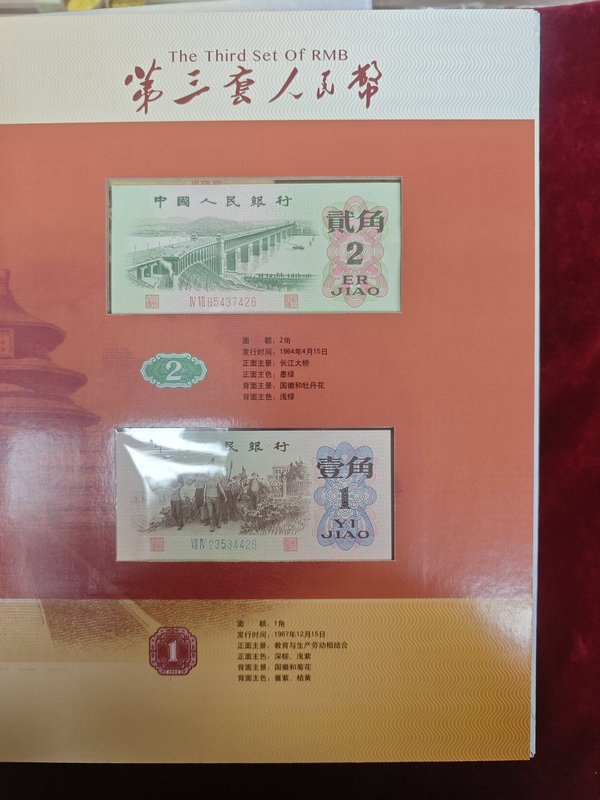 The Third Set Of RMB
第三套人民幣
中國人民銀行
貳角
2
ER
JIAO
Ⅳ Ⅶ 65437426
面 额：2角
发行时间：1964年4月15日
正面主景：长江大桥
正面主色：墨绿
背面主景：国徽和牡丹花
背面主色：浅绿
2
民銀行
壹角
1
YI
JIAO
Ⅶ Ⅳ 23534426
面 额：1角
发行时间：1967年12月15日
正面主景：教育与生产劳动相结合
正面主色：深棕、浅紫
背面主景：国徽和菊花
背面主色：酱紫、桔黄
1